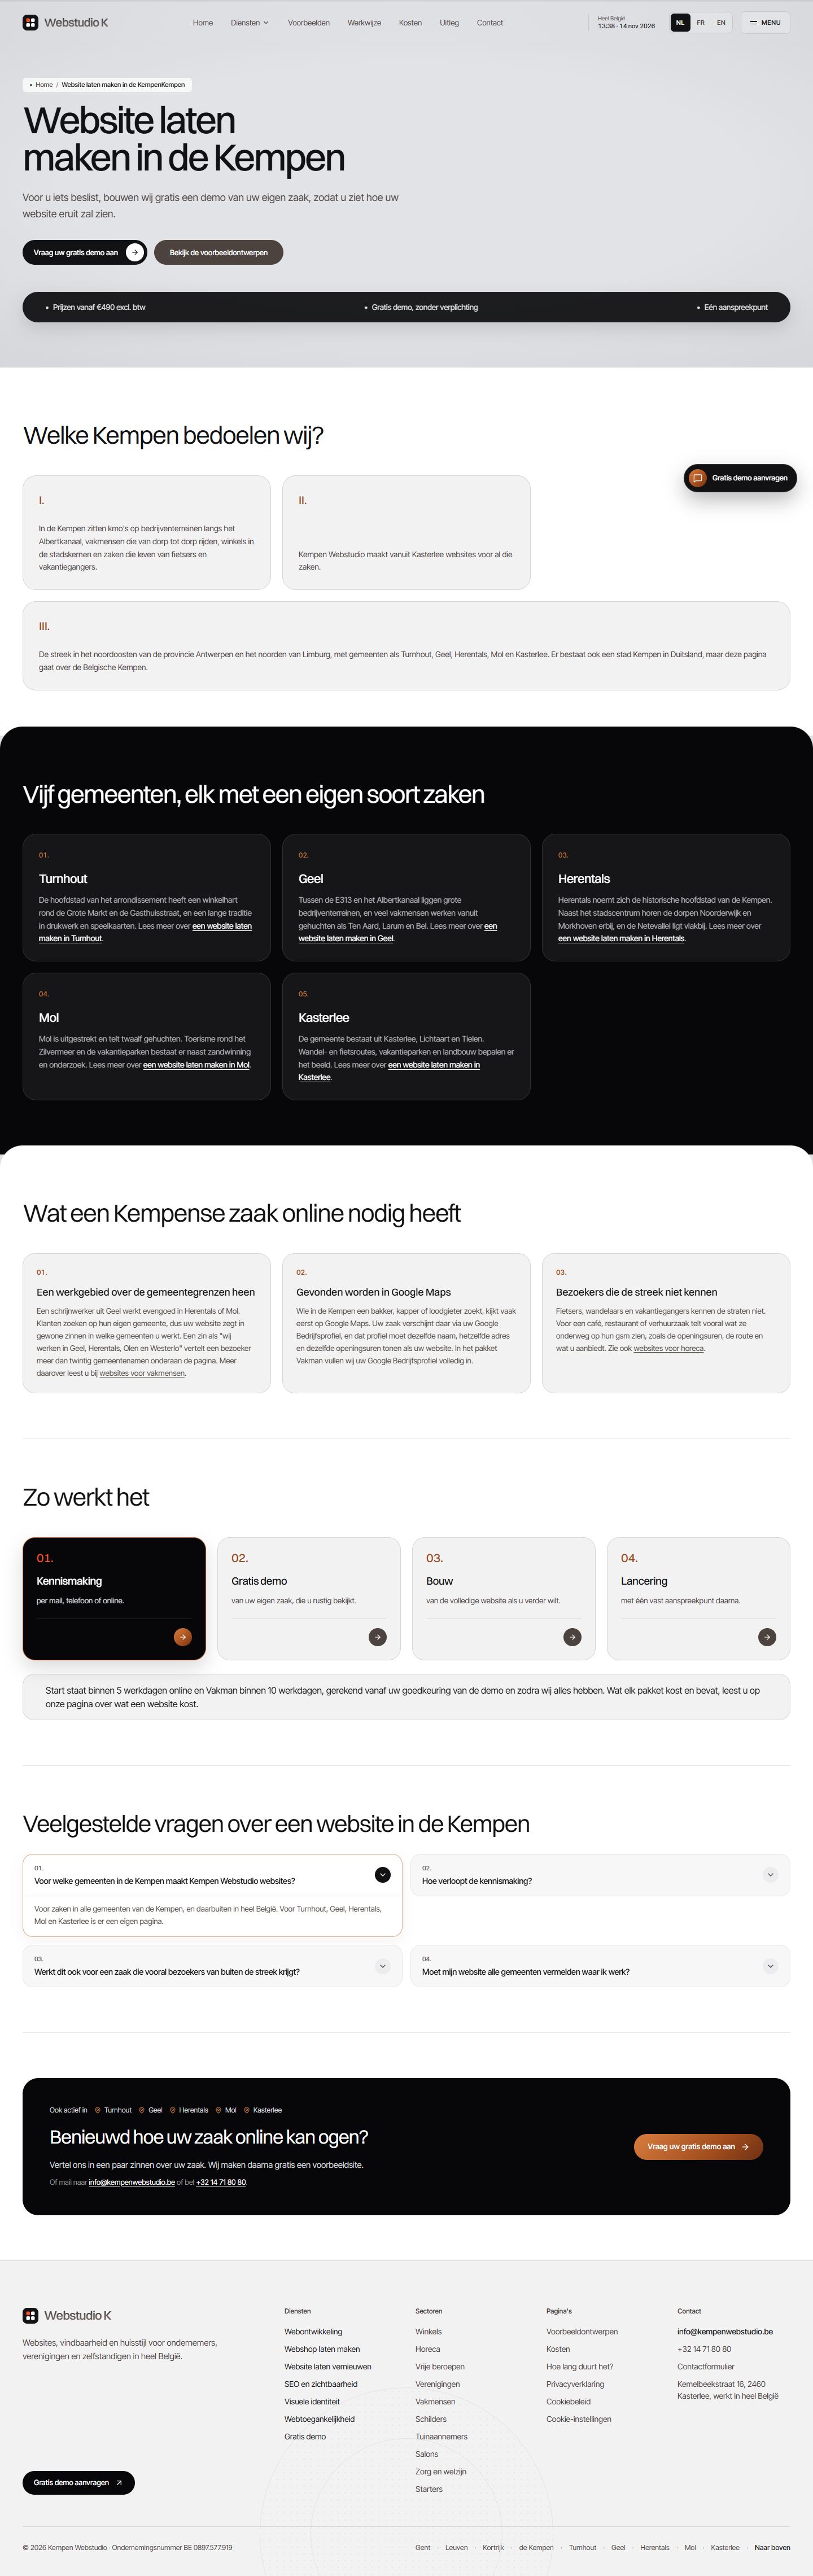 Webstudio K
Home
Diensten
Voorbeelden
Werkwijze
Kosten
Uitleg
Contact
Heel België
13:38 · 14 nov 2026
NL
FR
EN
MENU
• Home / Website laten maken in de KempenKempen
Website laten
maken in de Kempen
Voor u iets beslist, bouwen wij gratis een demo van uw eigen zaak, zodat u ziet hoe uw
website eruit zal zien.
Vraag uw gratis demo aan
Bekijk de voorbeeldontwerpen
• Prijzen vanaf €490 excl. btw
• Gratis demo, zonder verplichting
• Eén aanspreekpunt
Welke Kempen bedoelen wij?
Gratis demo aanvragen
I.
In de Kempen zitten kmo's op bedrijventerreinen langs het
Albertkanaal, vakmensen die van dorp tot dorp rijden, winkels in
de stadskernen en zaken die leven van fietsers en
vakantiegangers.
II.
Kempen Webstudio maakt vanuit Kasterlee websites voor al die
zaken.
III.
De streek in het noordoosten van de provincie Antwerpen en het noorden van Limburg, met gemeenten als Turnhout, Geel, Herentals, Mol en Kasterlee. Er bestaat ook een stad Kempen in Duitsland, maar deze pagina
gaat over de Belgische Kempen.
Vijf gemeenten, elk met een eigen soort zaken
01.
Turnhout
De hoofdstad van het arrondissement heeft een winkelhart
rond de Grote Markt en de Gasthuisstraat, en een lange traditie
in drukwerk en speelkaarten. Lees meer over een website laten
maken in Turnhout.
02.
Geel
Tussen de E313 en het Albertkanaal liggen grote
bedrijventerreinen, en veel vakmensen werken vanuit
gehuchten als Ten Aard, Larum en Bel. Lees meer over een
website laten maken in Geel.
03.
Herentals
Herentals noemt zich de historische hoofdstad van de Kempen.
Naast het stadscentrum horen de dorpen Noorderwijk en
Morkhoven erbij, en de Netevallei ligt vlakbij. Lees meer over
een website laten maken in Herentals.
04.
Mol
Mol is uitgestrekt en telt twaalf gehuchten. Toerisme rond het
Zilvermeer en de vakantieparken bestaat er naast zandwinning
en onderzoek. Lees meer over een website laten maken in Mol.
05.
Kasterlee
De gemeente bestaat uit Kasterlee, Lichtaart en Tielen.
Wandel- en fietsroutes, vakantieparken en landbouw bepalen er
het beeld. Lees meer over een website laten maken in
Kasterlee.
Wat een Kempense zaak online nodig heeft
01.
Een werkgebied over de gemeentegrenzen heen
Een schrijnwerker uit Geel werkt evengoed in Herentals of Mol.
Klanten zoeken op hun eigen gemeente, dus uw website zegt in
gewone zinnen in welke gemeenten u werkt. Een zin als "wij
werken in Geel, Herentals, Olen en Westerlo" vertelt een bezoeker
meer dan twintig gemeentenamen onderaan de pagina. Meer
daarover leest u bij websites voor vakmensen.
02.
Gevonden worden in Google Maps
Wie in de Kempen een bakker, kapper of loodgieter zoekt, kijkt vaak
eerst op Google Maps. Uw zaak verschijnt daar via uw Google
Bedrijfsprofiel, en dat profiel moet dezelfde naam, hetzelfde adres
en dezelfde openingsuren tonen als uw website. In het pakket
Vakman vullen wij uw Google Bedrijfsprofiel volledig in.
03.
Bezoekers die de streek niet kennen
Fietsers, wandelaars en vakantiegangers kennen de straten niet.
Voor een café, restaurant of verhuurzaak telt vooral wat ze
onderweg op hun gsm zien, zoals de openingsuren, de route en
wat u aanbiedt. Zie ook websites voor horeca.
Zo werkt het
01.
Kennismaking
per mail, telefoon of online.
02.
Gratis demo
van uw eigen zaak, die u rustig bekijkt.
03.
Bouw
van de volledige website als u verder wilt.
04.
Lancering
met één vast aanspreekpunt daarna.
Start staat binnen 5 werkdagen online en Vakman binnen 10 werkdagen, gerekend vanaf uw goedkeuring van de demo en zodra wij alles hebben. Wat elk pakket kost en bevat, leest u op
onze pagina over wat een website kost.
Veelgestelde vragen over een website in de Kempen
01.
Voor welke gemeenten in de Kempen maakt Kempen Webstudio websites?
Voor zaken in alle gemeenten van de Kempen, en daarbuiten in heel België. Voor Turnhout, Geel, Herentals,
Mol en Kasterlee is er een eigen pagina.
02.
Hoe verloopt de kennismaking?
03.
Werkt dit ook voor een zaak die vooral bezoekers van buiten de streek krijgt?
04.
Moet mijn website alle gemeenten vermelden waar ik werk?
Ook actief in
Turnhout
Geel
Herentals
Mol
Kasterlee
Benieuwd hoe uw zaak online kan ogen?
Vertel ons in een paar zinnen over uw zaak. Wij maken daarna gratis een voorbeeldsite.
Of mail naar info@kempenwebstudio.be of bel +32 14 71 80 80.
Vraag uw gratis demo aan
Webstudio K
Websites, vindbaarheid en huisstijl voor ondernemers,
verenigingen en zelfstandigen in heel België.
Gratis demo aanvragen
Diensten
Webontwikkeling
Webshop laten maken
Website laten vernieuwen
SEO en zichtbaarheid
Visuele identiteit
Webtoegankelijkheid
Gratis demo
Sectoren
Winkels
Horeca
Vrije beroepen
Verenigingen
Vakmensen
Schilders
Tuinaannemers
Salons
Zorg en welzijn
Starters
Pagina's
Voorbeeldontwerpen
Kosten
Hoe lang duurt het?
Privacyverklaring
Cookiebeleid
Cookie-instellingen
Contact
info@kempenwebstudio.be
+32 14 71 80 80
Contactformulier
Kemelbeekstraat 16, 2460
Kasterlee, werkt in heel België
© 2026 Kempen Webstudio · Ondernemingsnummer BE 0897.577.919
Gent · Leuven · Kortrijk · de Kempen · Turnhout · Geel · Herentals · Mol · Kasterlee · Naar boven